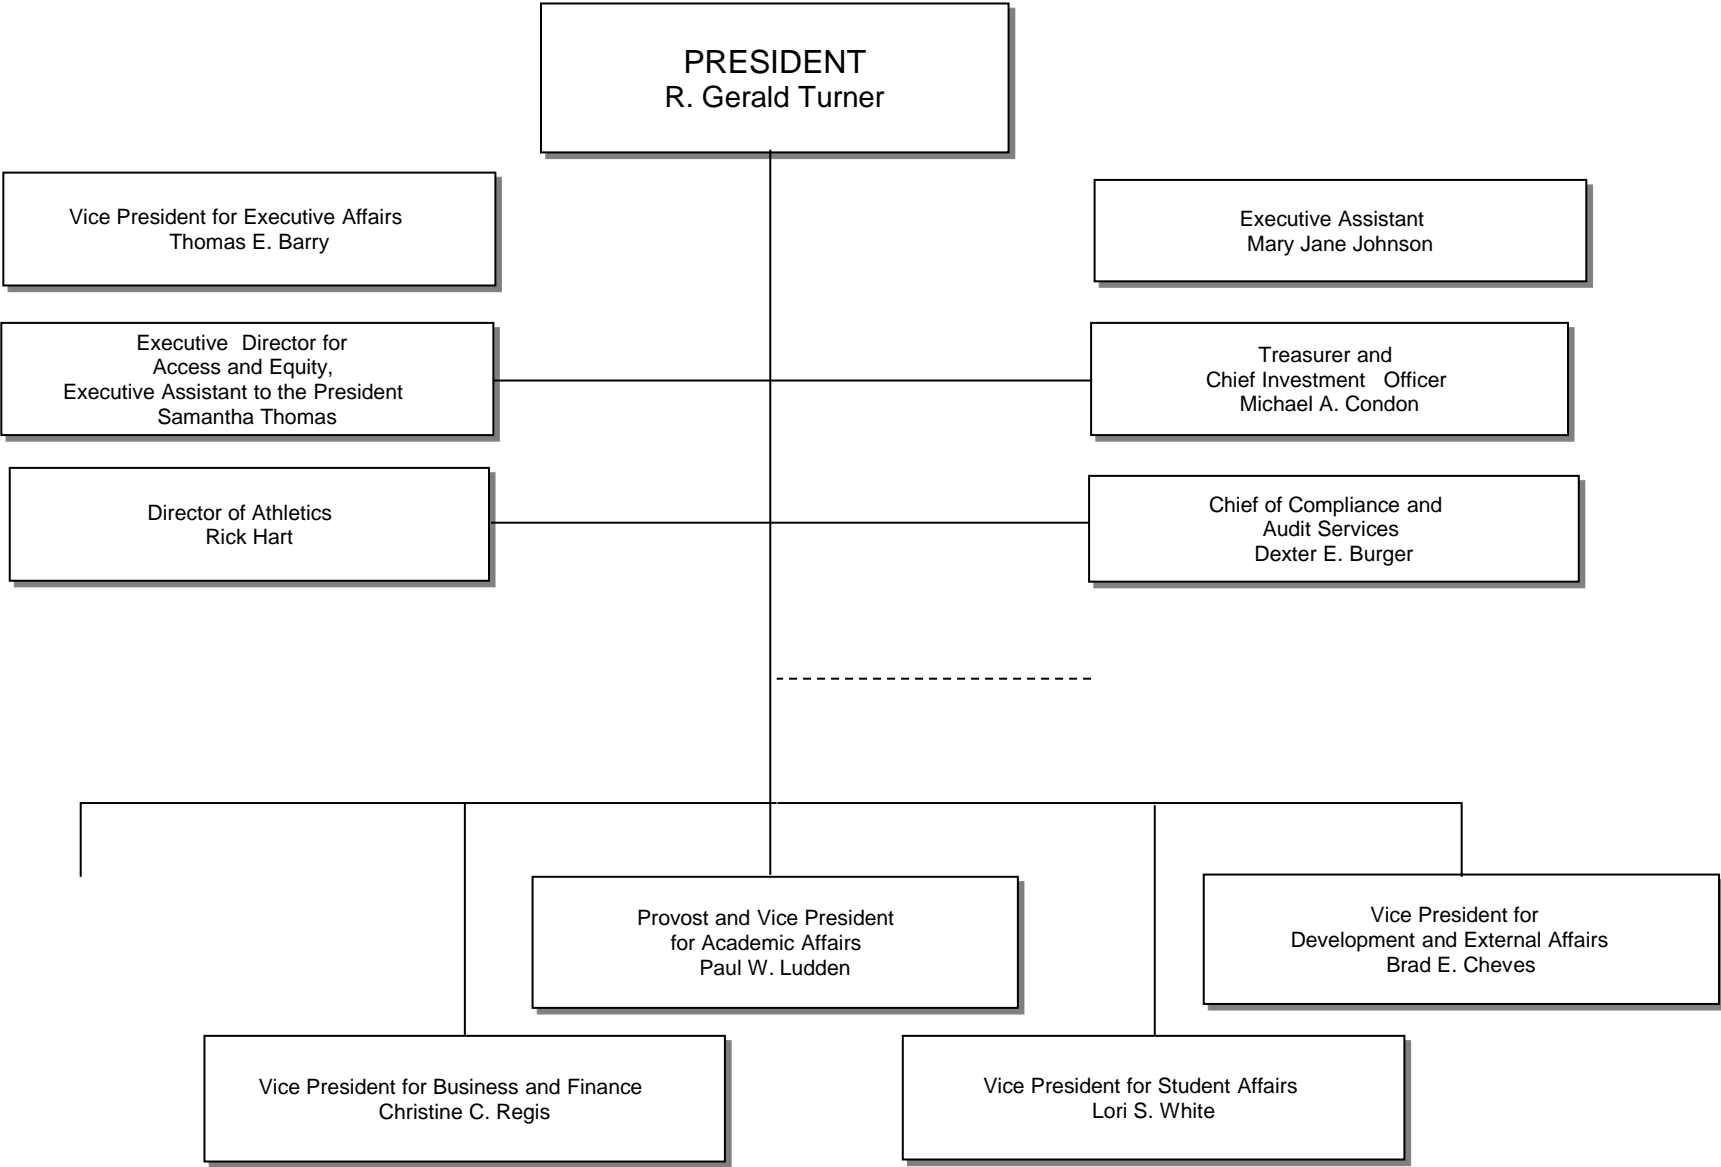 PRESIDENT
R. Gerald Turner
Vice President for Executive Affairs
Thomas E. Barry
Executive Assistant
Mary Jane Johnson
Executive Director for
Access and Equity,
Executive Assistant to the President
Samantha Thomas
Treasurer and
Chief Investment Officer
Michael A. Condon
Director of Athletics
Rick Hart
Chief of Compliance and
Audit Services
Dexter E. Burger
Provost and Vice President
for Academic Affairs
Paul W. Ludden
Vice President for
Development and External Affairs
Brad E. Cheves
Vice President for Business and Finance
Christine C. Regis
Vice President for Student Affairs
Lori S. White